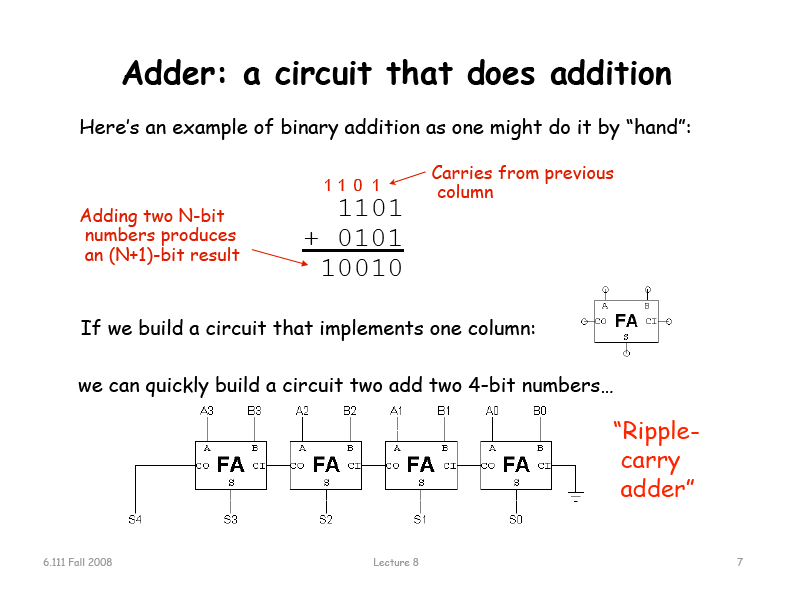 Adder: a circuit that does addition
Here's an example of binary addition as one might do it by “hand”:
1 1 0 1
Carries from previous
column
Adding two N-bit
numbers produces
an (N+1)-bit result
1101
+ 0101
10010
If we build a circuit that implements one column:
A B
CO FA CI
S
we can quickly build a circuit two add two 4-bit numbers…
A3 B3 A2 B2 A1 B1 A0 B0
A B A B A B A B
CO FA CI CO FA CI CO FA CI CO FA CI
S S S S
S4 S3 S2 S1 S0
“Ripple-
carry
adder”
6.111 Fall 2008 Lecture 8 7